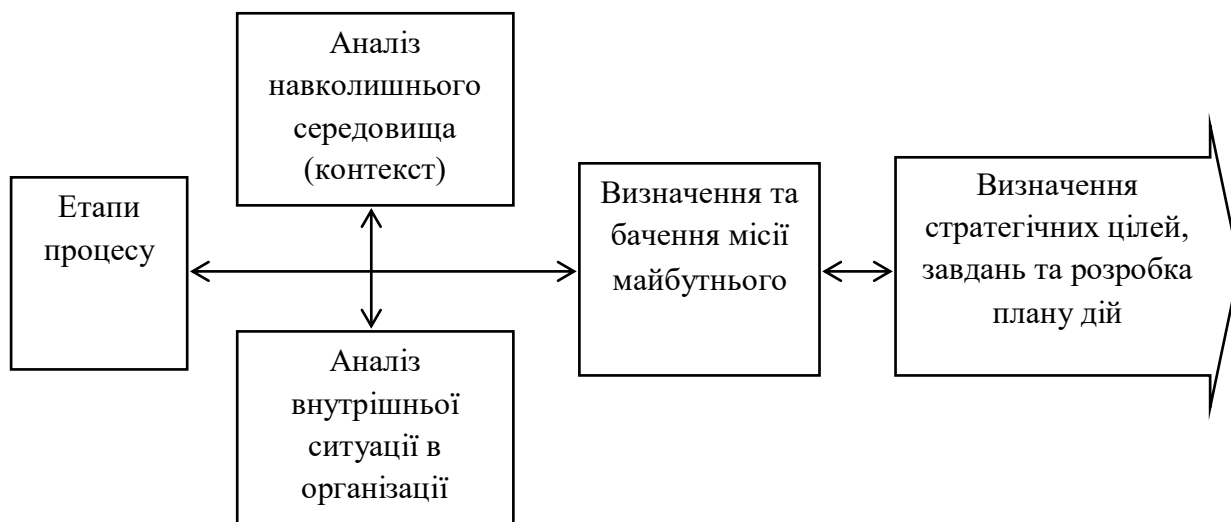 Етапи
процесу
Аналіз
навколишнього
середовища
(контекст)
Аналіз
внутрішньої
ситуації в
організації
Визначення та
бачення місії
майбутнього
Визначення
стратегічних цілей,
завдань та розробка
плану дій